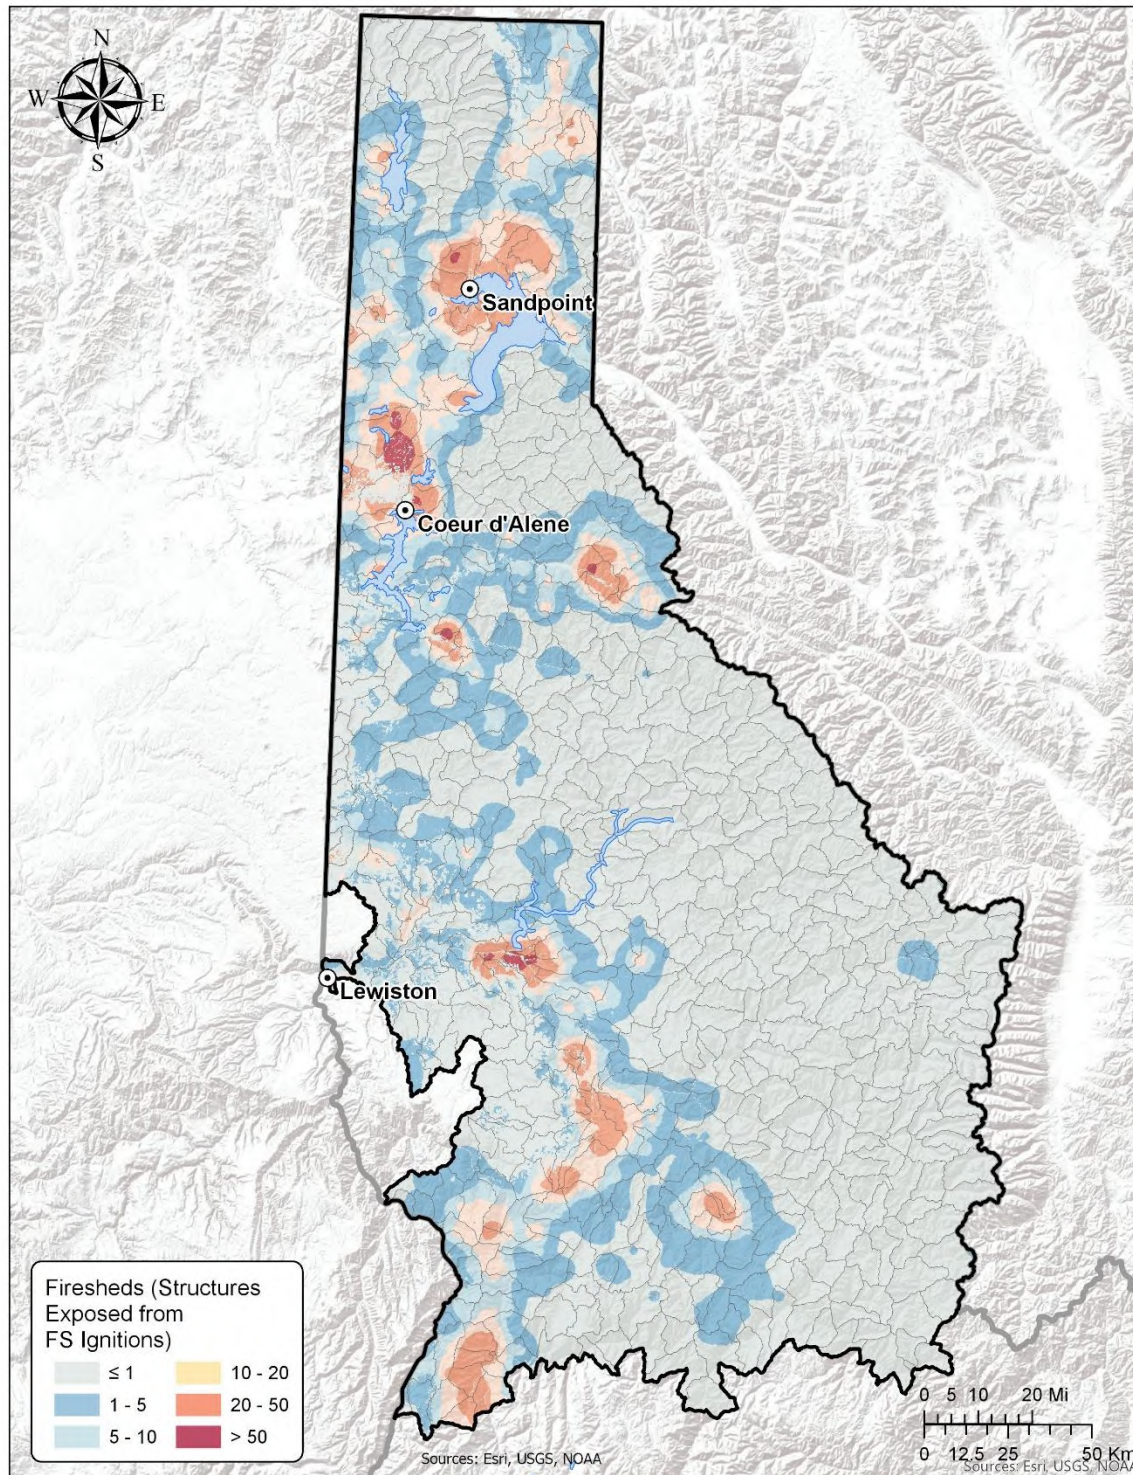 N
W E
S
Sandpoint
Coeur d'Alene
Lewiston
Firesheds (Structures
Exposed from
FS Ignitions)
≤ 1 10 - 20
1 - 5 20 - 50
5 - 10 > 50
0 5 10 20 Mi
0 12.5 25 50 Km
Sources: Esri, USGS, NOAA
Sources: Esri, USGS, NOAA